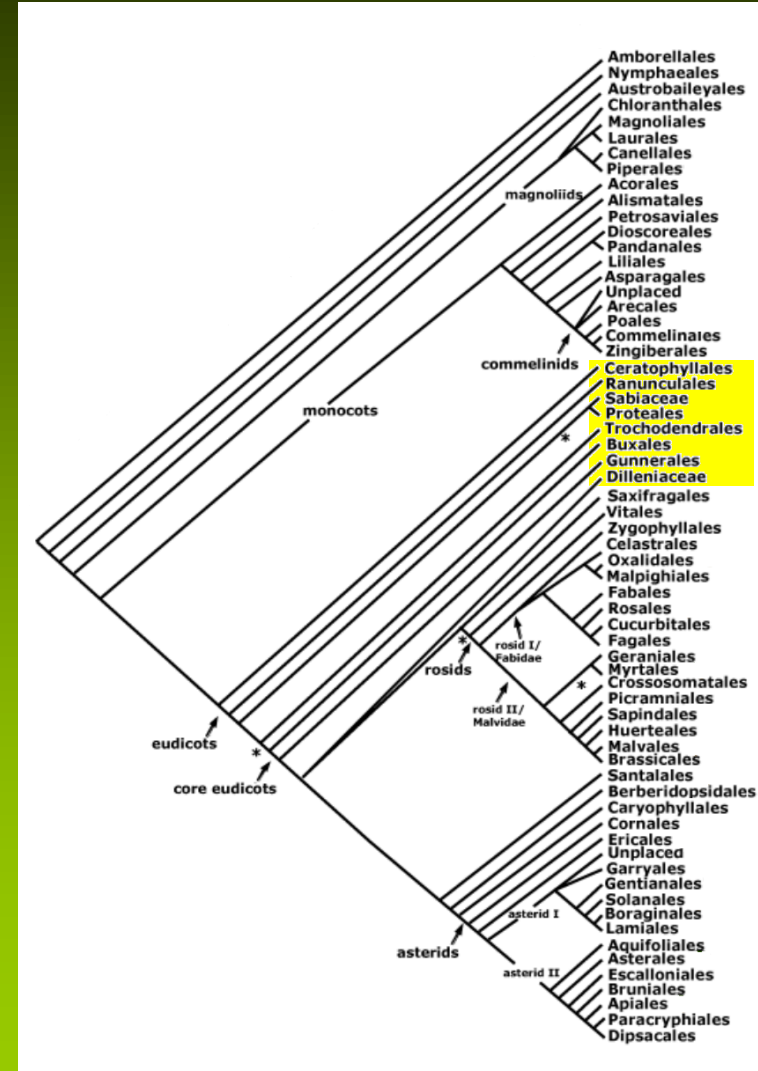 Amborellales
Nymphaeales
Austrobaileyales
Chloranthales
Magnoliales
Laurales
Canellales
Piperales
magnoliids
Acorales
Alismatales
Petrosaviales
Dioscoreales
Pandanales
Liliales
Asparagales
Unplaced
Arecales
Poales
Commelinales
Zingiberales
commelinids
monocots
Ceratophyllales
Ranunculales
Sabiaceae
Proteales
Trochodendrales
*
Buxales
Gunnerales
Dilleniaceae
Saxifragales
Vitales
Zygophyllales
Celastrales
Oxalidales
Malpighiales
Fabales
Rosales
Cucurbitales
Fagales
*
rosid I/
Fabidae
rosids
Geraniales
Myrtales
Crossosomatales
*
Picramniales
Sapindales
Huerteales
Malvales
Brassicales
rosid II/
Malvidae
eudicots
*
core eudicots
Santalales
Berberidopsidales
Caryophyllales
Cornales
Ericales
Unplaced
Garryales
Gentianales
Solanales
Boraginales
Lamiales
asterid I
asterids
Aquifoliales
Asterales
Escalloniales
Bruniales
Apiales
Paracryphiales
Dipsacales
asterid II